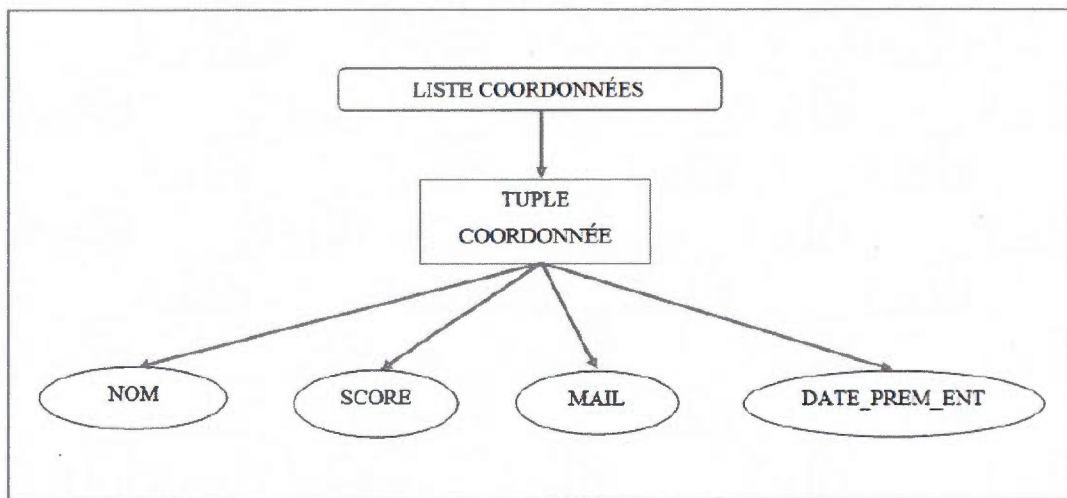 LISTE COORDONNÉES
TUPLE
COORDONNÉE
NOM
SCORE
MAIL
DATE_PREM_ENT